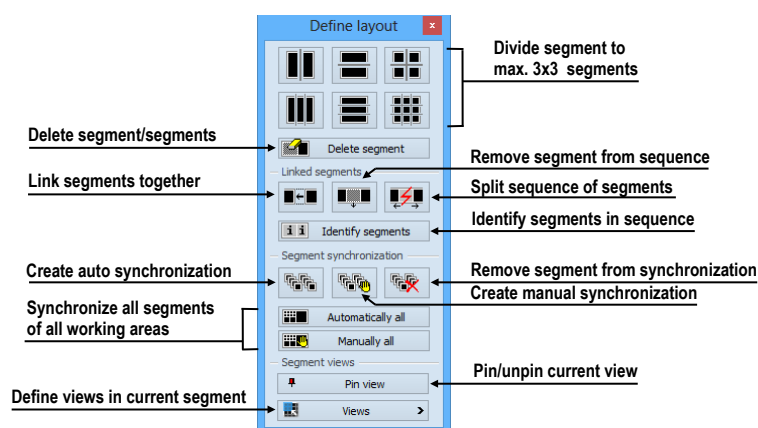 Define layout
x
Divide segment to
max. 3x3 segments
Delete segment/segments
Delete segment
Linked segments
Remove segment from sequence
Link segments together
Split sequence of segments
i i Identify segments
Identify segments in sequence
Segment synchronization
Create auto synchronization
Remove segment from synchronization
Create manual synchronization
Synchronize all segments
of all working areas
Automatically all
Manually all
Segment views
Pin view
Pin/unpin current view
Define views in current segment
Views >